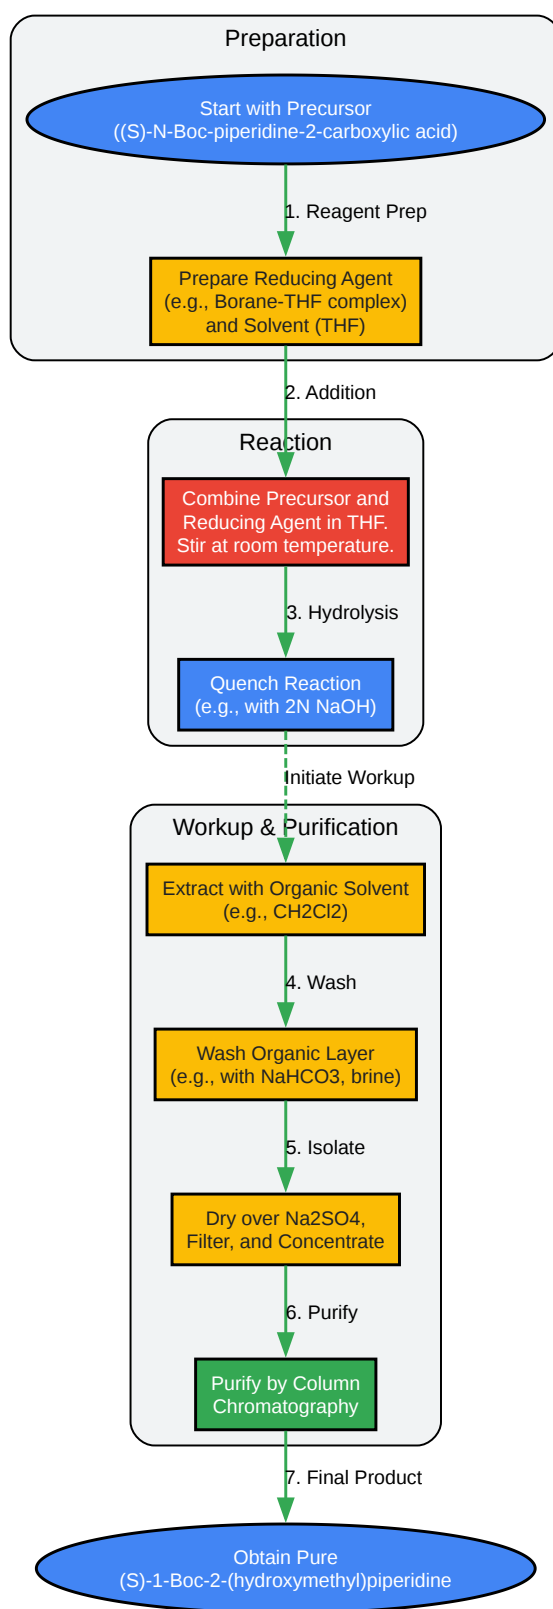 Preparation
Start with Precursor
((S)-N-Boc-piperidine-2-carboxylic acid)
1. Reagent Prep
Prepare Reducing Agent
(e.g., Borane-THF complex)
and Solvent (THF)
2. Addition
Reaction
Combine Precursor and
Reducing Agent in THF.
Stir at room temperature.
3. Hydrolysis
Quench Reaction
(e.g., with 2N NaOH)
Initiate Workup
Workup & Purification
Extract with Organic Solvent
(e.g., CH2Cl2)
4. Wash
Wash Organic Layer
(e.g., with NaHCO3, brine)
5. Isolate
Dry over Na2SO4,
Filter, and Concentrate
6. Purify
Purify by Column
Chromatography
7. Final Product
Obtain Pure
(S)-1-Boc-2-(hydroxymethyl)piperidine